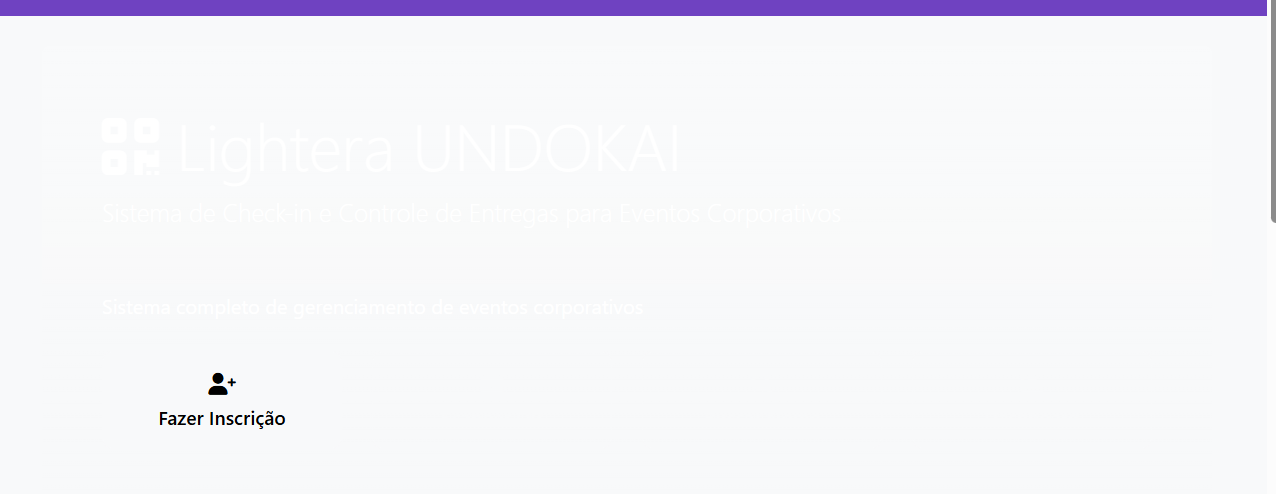 Lightera UNDOKAI
Sistema de Check-in e Controle de Entregas para Eventos Corporativos
Sistema completo de gerenciamento de eventos corporativos
Fazer Inscrição